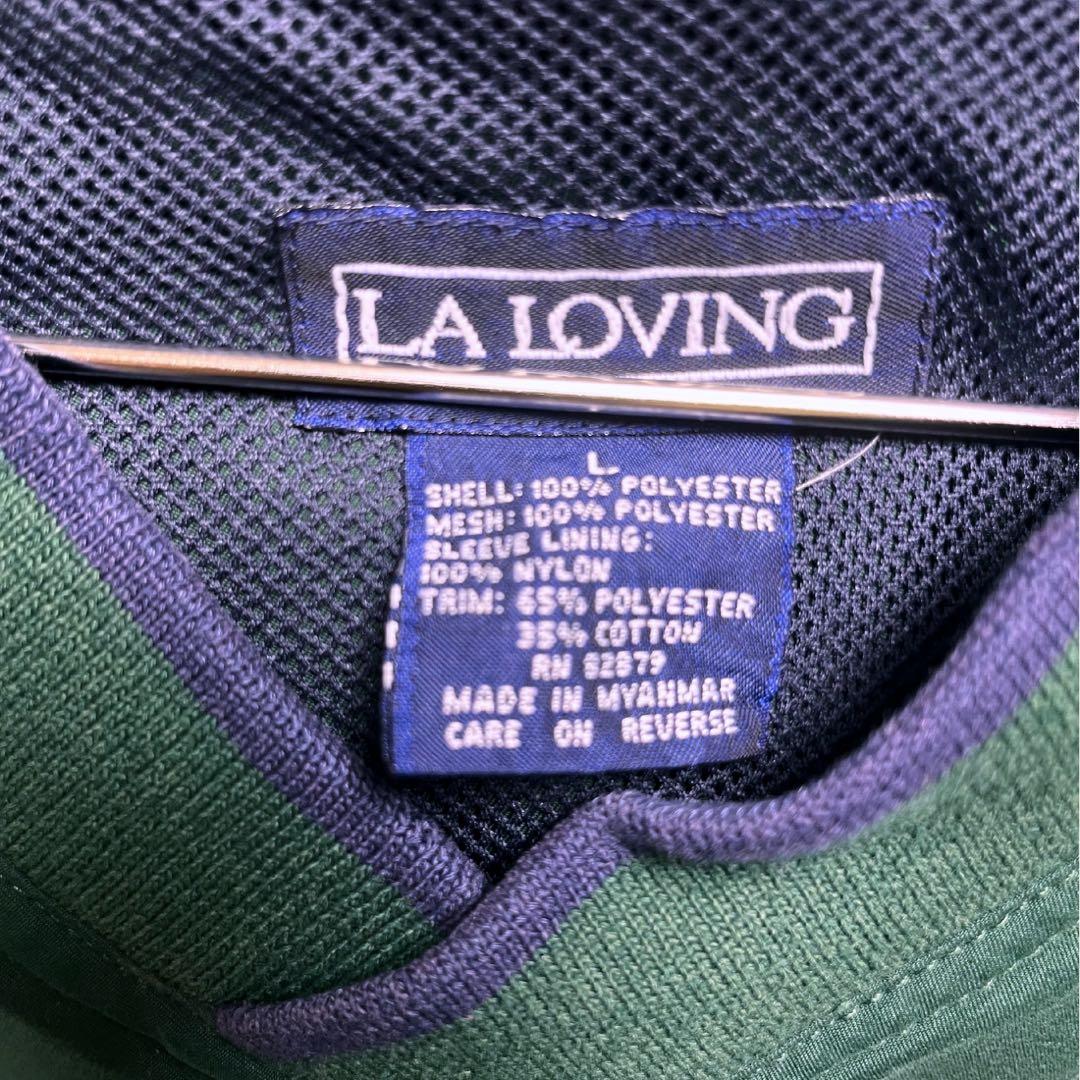 LA LOVING
L
SHELL: 100% POLYESTER
MESH: 100% POLYESTER
SLEEVE LINING:
100% NYLON
TRIM: 65% POLYESTER
35% COTTON
RN 82879
MADE IN MYANMAR
CARE ON REVERSE